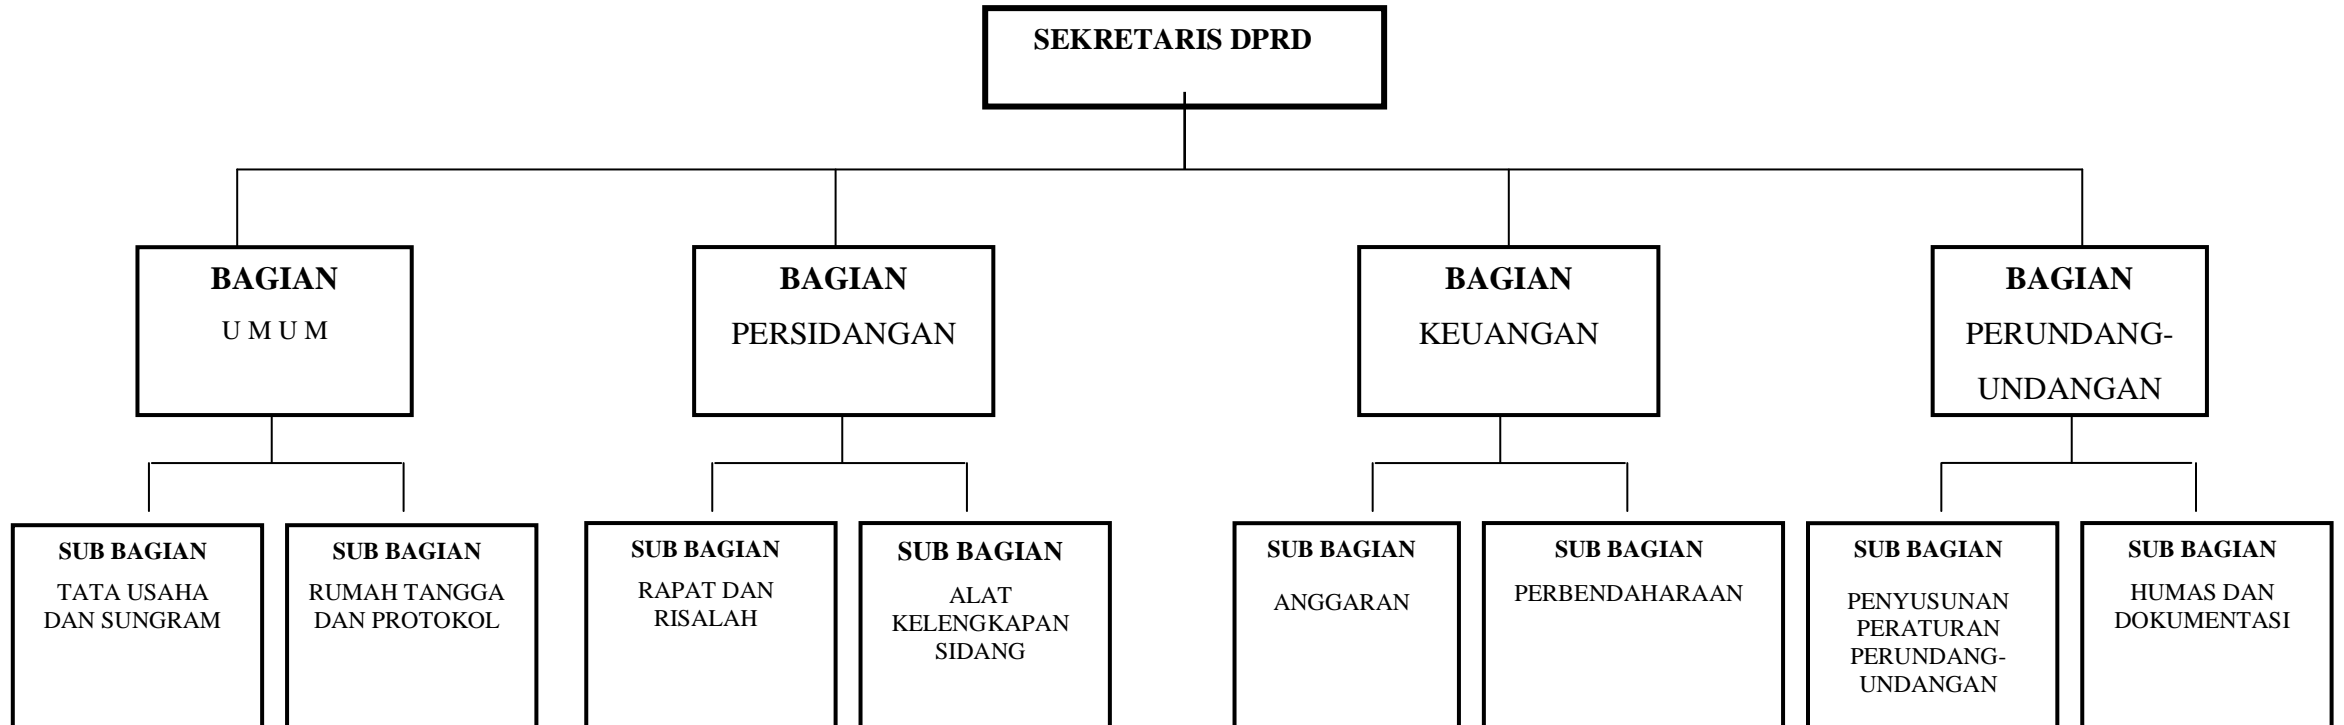 SEKRETARIS DPRD
BAGIAN
U M U M
BAGIAN
PERSIDANGAN
BAGIAN
KEUANGAN
BAGIAN
PERUNDANG-
UNDANGAN
SUB BAGIAN
TATA USAHA
DAN SUNGRAM
SUB BAGIAN
RUMAH TANGGA
DAN PROTOKOL
SUB BAGIAN
RAPAT DAN
RISALAH
SUB BAGIAN
ALAT
KELENGKAPAN
SIDANG
SUB BAGIAN
ANGGARAN
SUB BAGIAN
PERBENDAHARAAN
SUB BAGIAN
PENYUSUNAN
PERATURAN
PERUNDANG-
UNDANGAN
SUB BAGIAN
HUMAS DAN
DOKUMENTASI